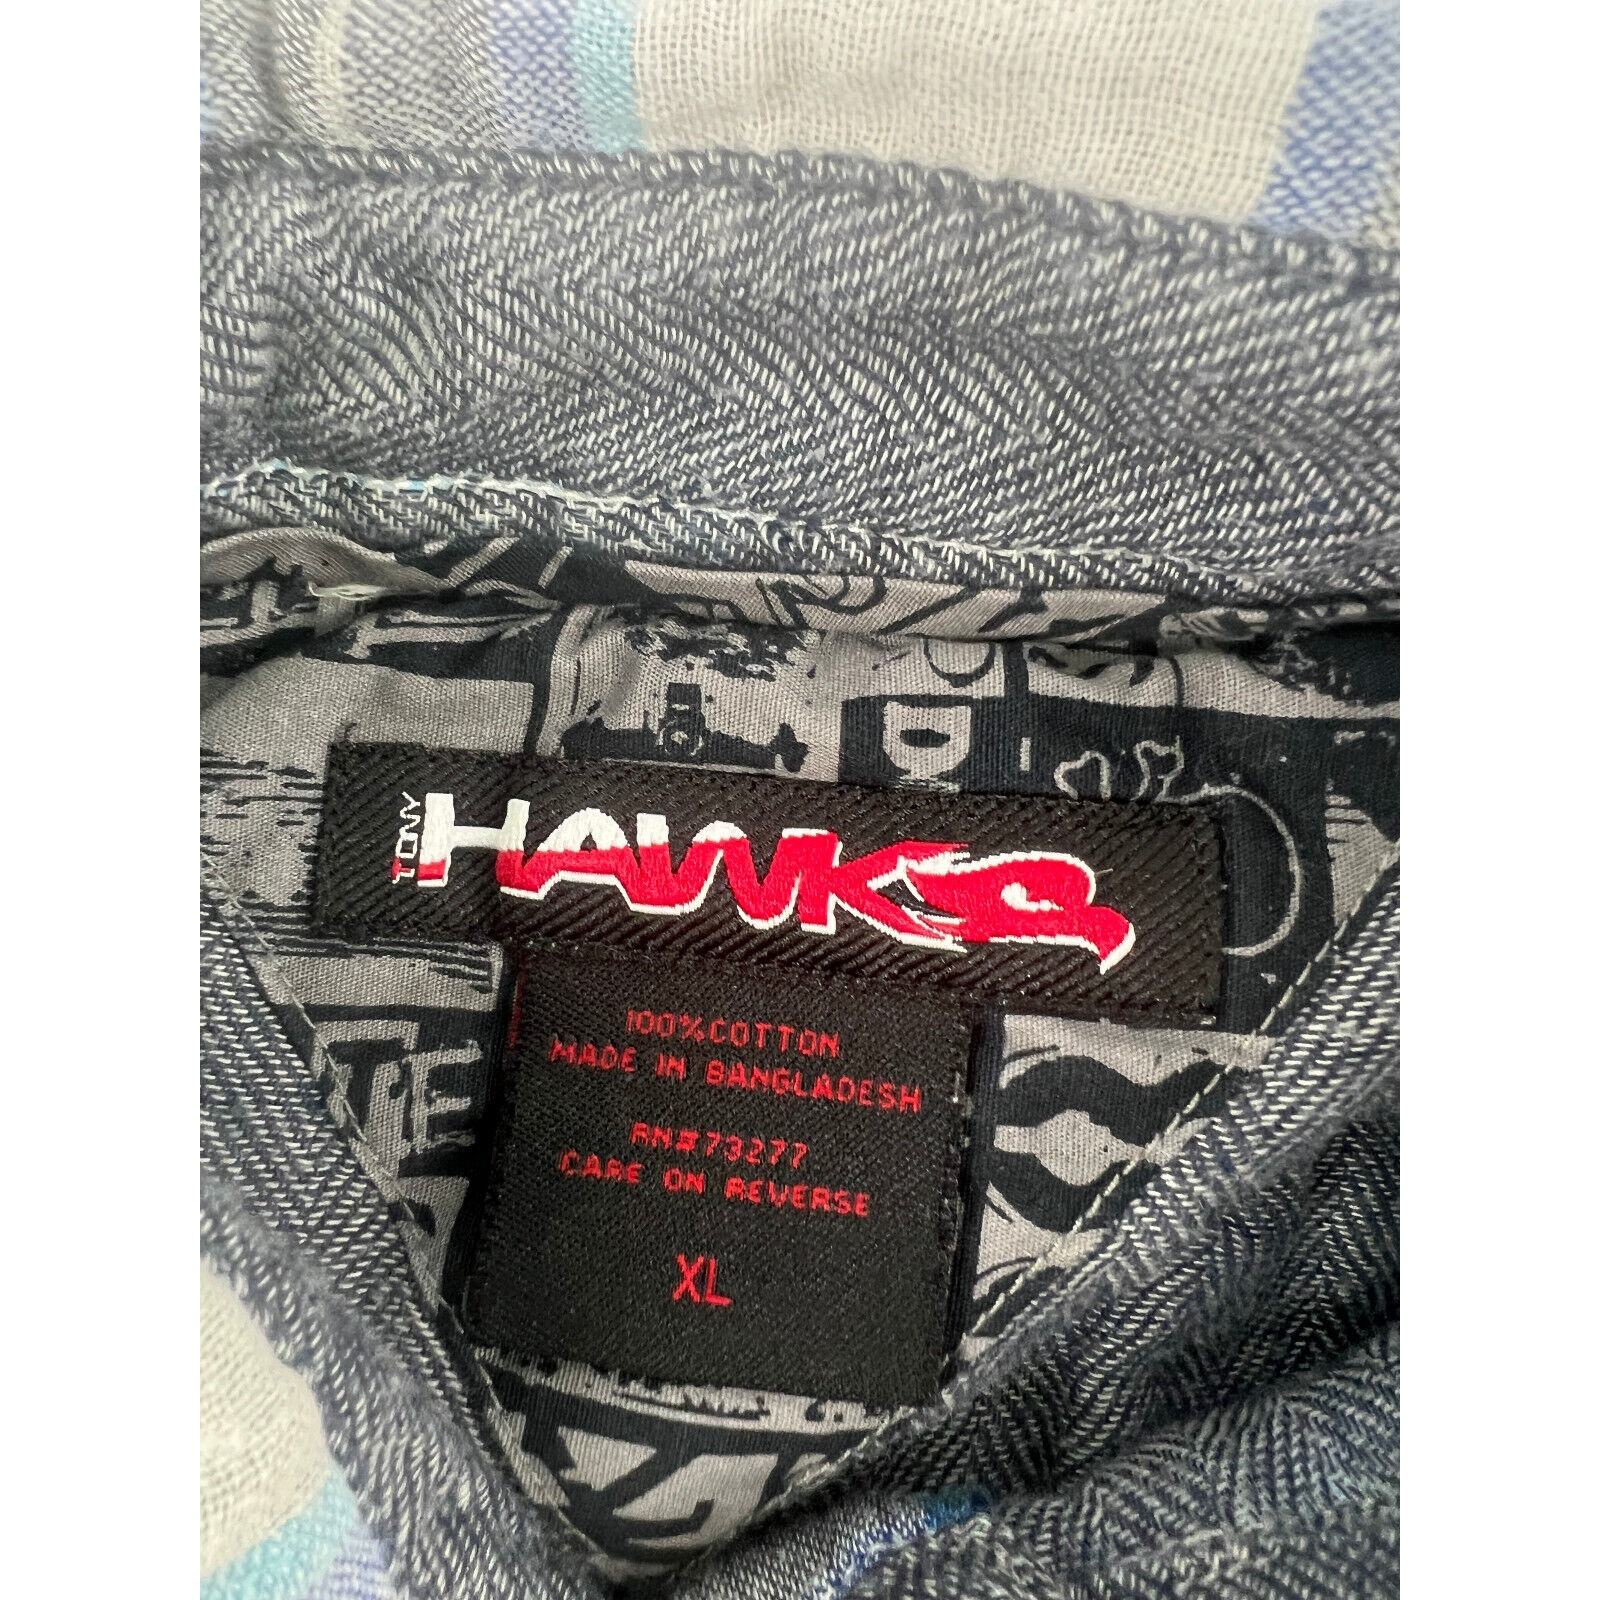 TONY HAWK
100% COTTON
MADE IN BANGLADESH
RN#73277
CARE ON REVERSE
XL